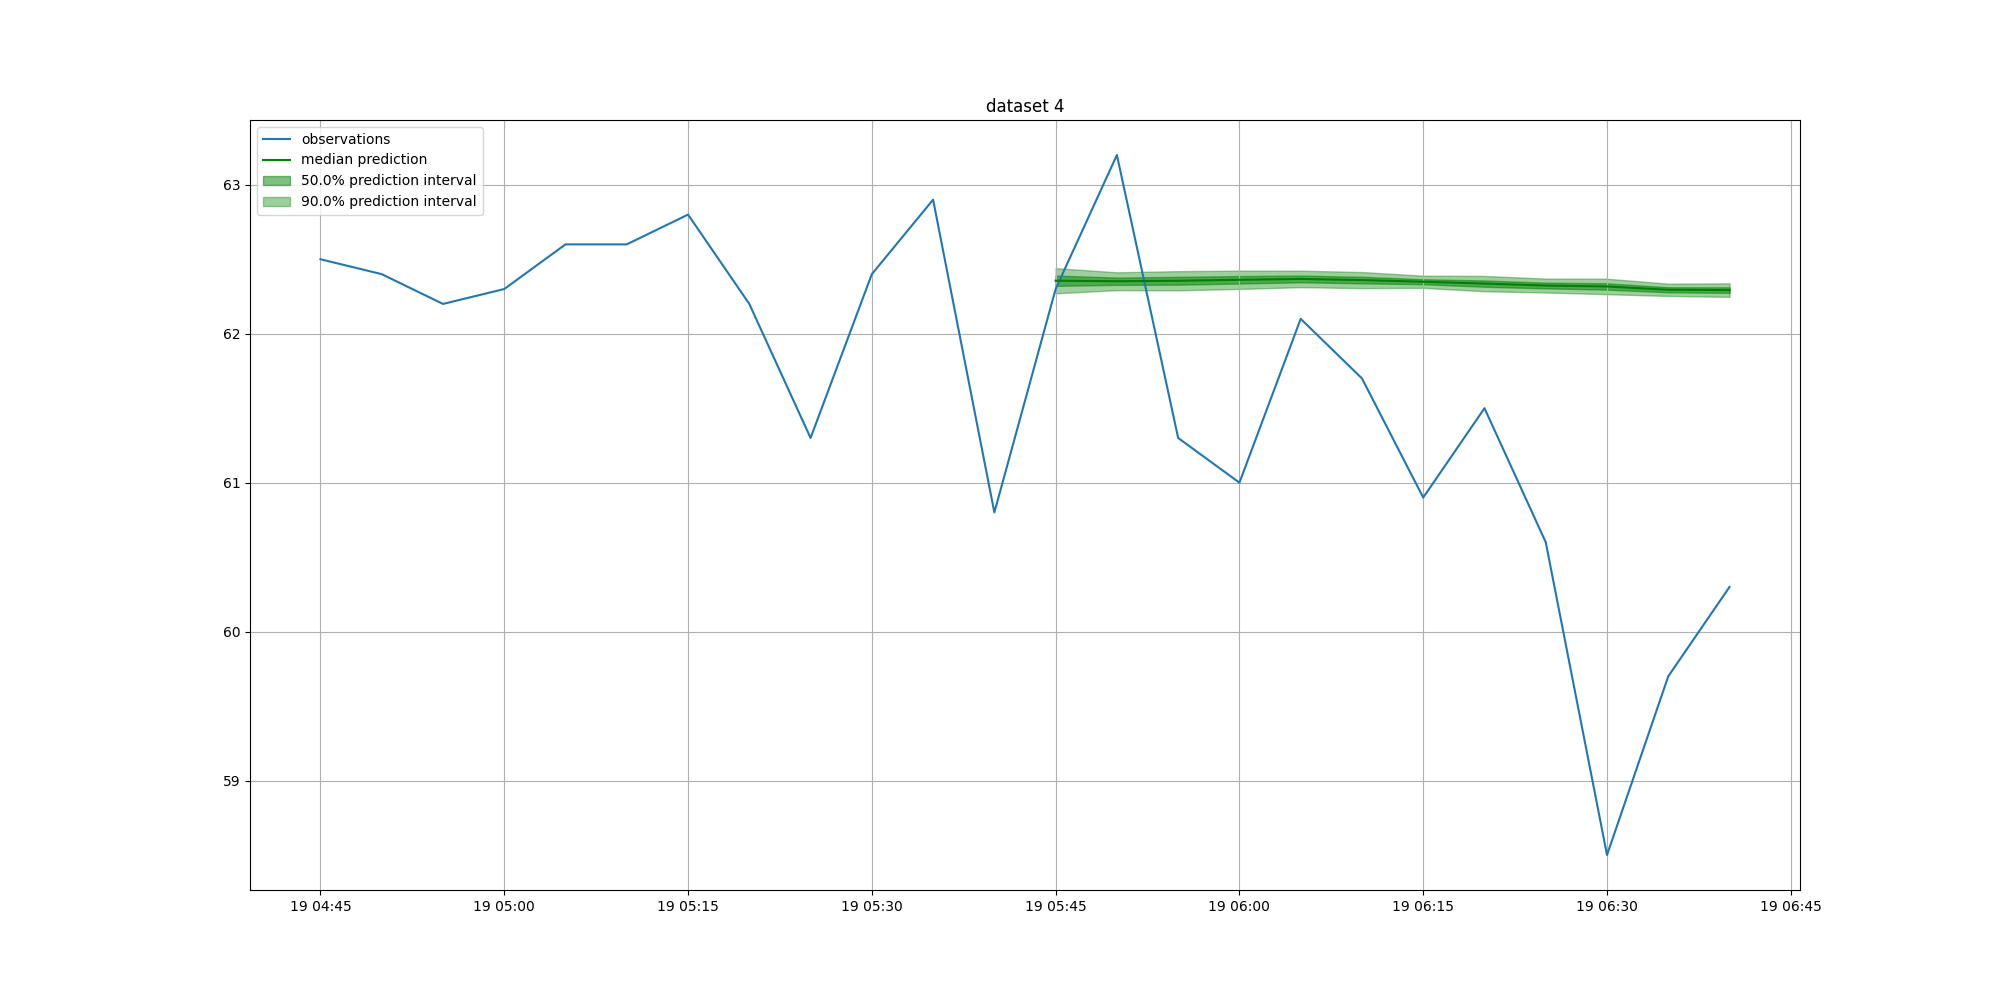 dataset 4
observations
median prediction
50.0% prediction interval
90.0% prediction interval
63
62
61
60
59
19 04:45 19 05:00 19 05:15 19 05:30 19 05:45 19 06:00 19 06:15 19 06:30 19 06:45